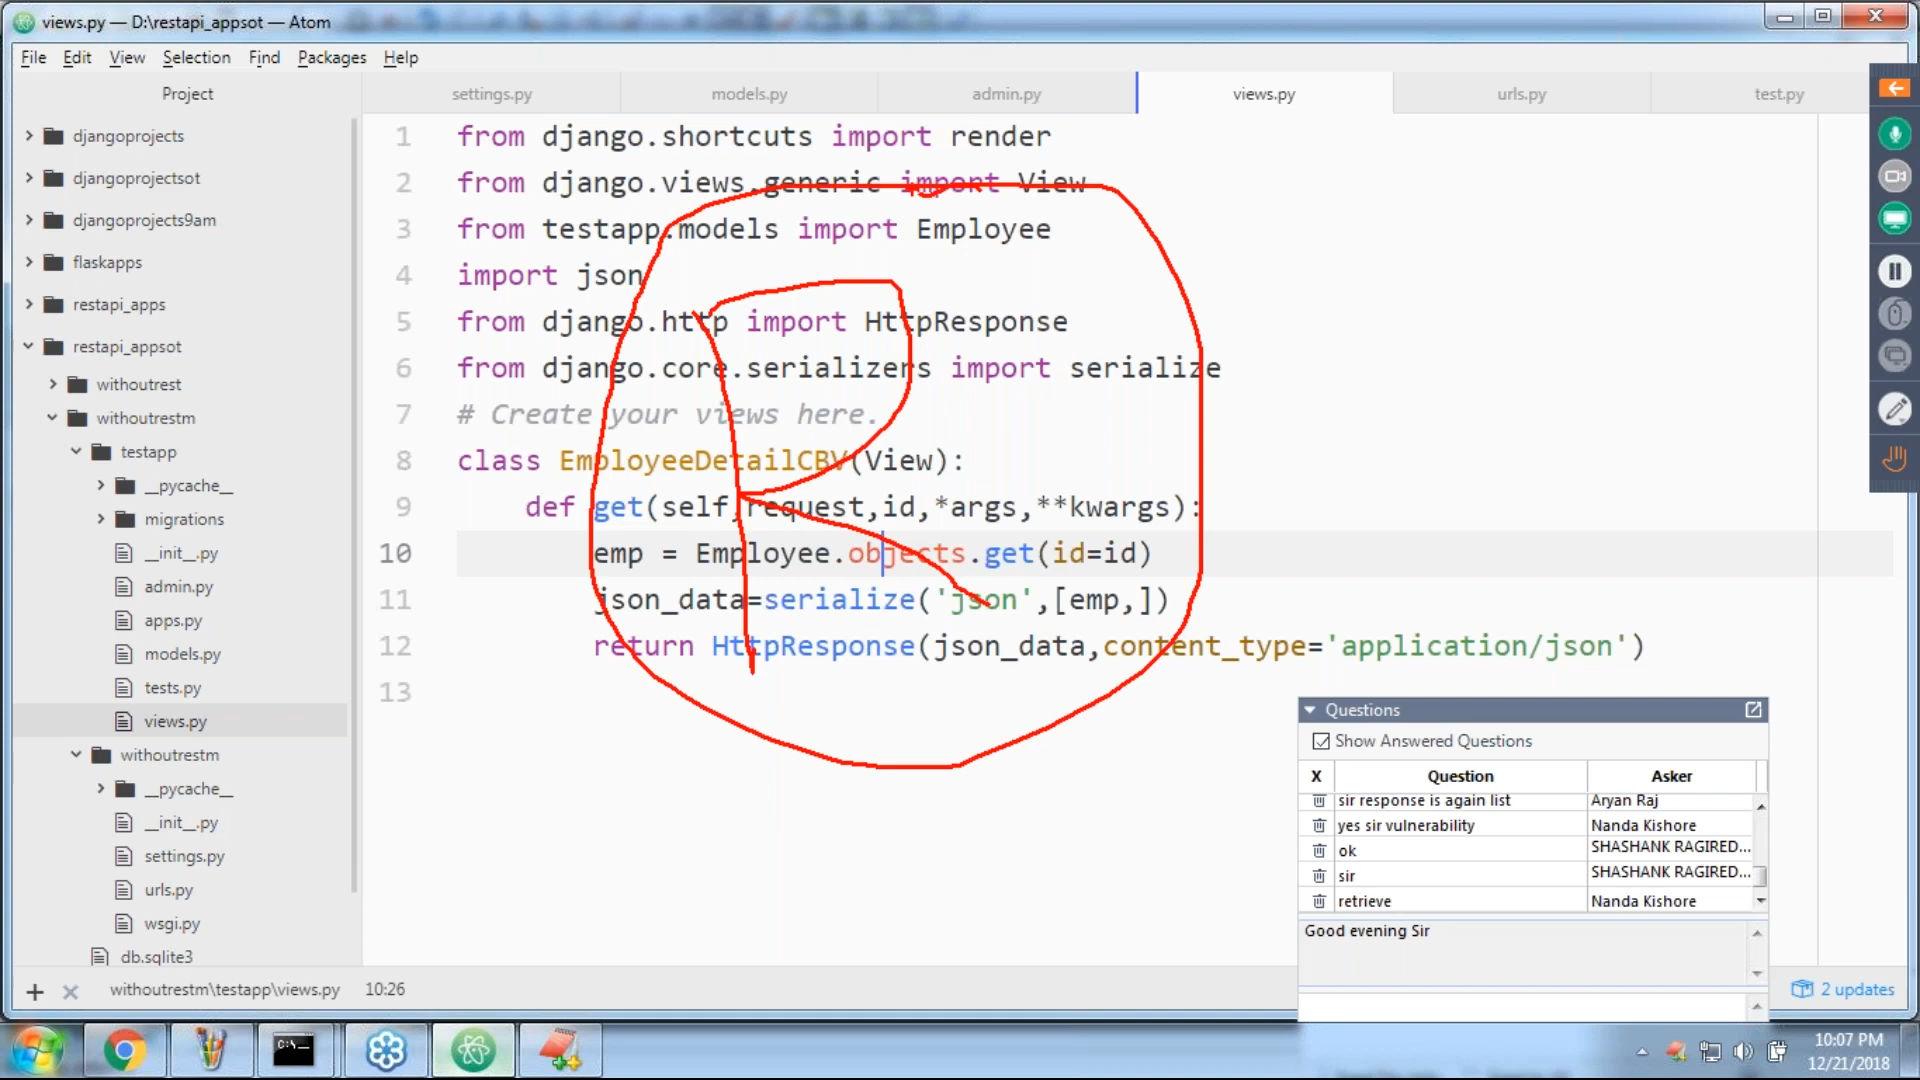 views.py — D:\restapi_appsot — Atom
File Edit View Selection Find Packages Help
Project
settings.py models.py admin.py views.py urls.py test.py
djangoprojects
djangoprojectsot
djangoprojects9am
flaskapps
restapi_apps
restapi_appsot
withoutrest
withoutrestm
testapp
__pycache__
migrations
__init__.py
admin.py
apps.py
models.py
tests.py
views.py
withoutrestm
__pycache__
__init__.py
settings.py
urls.py
wsgi.py
db.sqlite3
1 from django.shortcuts import render
2 from django.views.generic import View
3 from testapp.models import Employee
4 import json
5 from django.http import HttpResponse
6 from django.core.serializers import serialize
7 # Create your views here.
8 class EmployeeDetailCBV(View):
9 def get(self,request,id,*args,**kwargs):
10 emp = Employee.objects.get(id=id)
11 json_data=serialize('json',[emp,])
12 return HttpResponse(json_data,content_type='application/json')
13
R
Questions
Show Answered Questions
X Question Asker
sir response is again list Aryan Raj
yes sir vulnerability Nanda Kishore
ok SHASHANK RAGIRED...
sir SHASHANK RAGIRED...
retrieve Nanda Kishore
Good evening Sir
withoutrestm\testapp\views.py 10:26
2 updates
C:\_
10:07 PM
12/21/2018